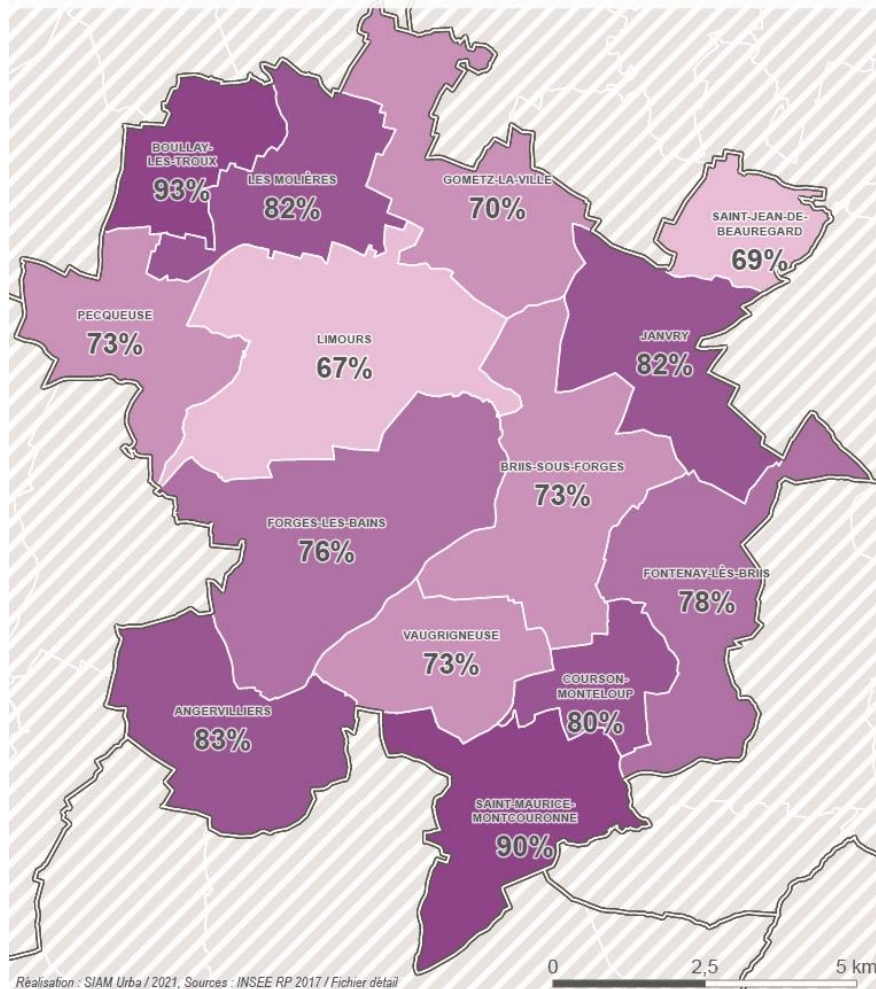 BOULLAY-
LES-TROUX
93%
LES MOLIÈRES
82%
GOMETZ-LA-VILLE
70%
SAINT-JEAN-DE-
BEAUREGARD
69%
PECQUEUSE
73%
LIMOURS
67%
JANVRY
82%
BRIIS-SOUS-FORGES
73%
FORGES-LES-BAINS
76%
FONTENAY-LÈS-BRIIS
78%
VAUGRIGNEUSE
73%
COURSON-
MONTELOUP
80%
ANGERVILLIERS
83%
SAINT-MAURICE-
MONTCOURONNE
90%
0 2,5 5 km
Réalisation : SIAM Urba / 2021, Sources : INSEE RP 2017 / Fichier détail